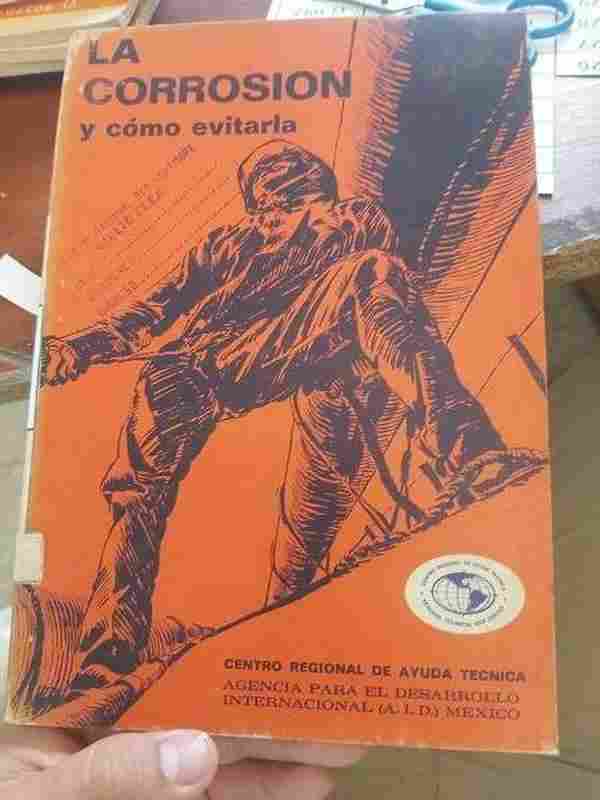 LA
CORROSION
y cómo evitarla
CENTRO REGIONAL DE AYUDA TECNICA
AGENCIA PARA EL DESARROLLO
INTERNACIONAL (A.I.D.) MEXICO